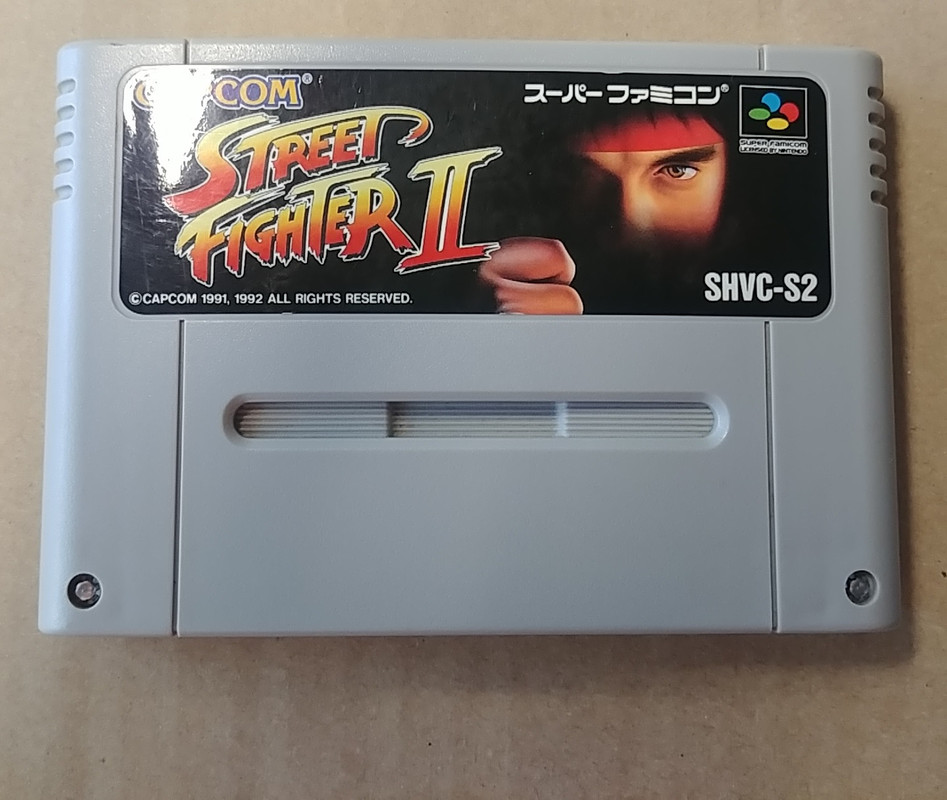 CAPCOM®
スーパーファミコン®
STREET
FIGHTER II
SUPER FAMICOM
LICENSED BY NINTENDO
SHVC-S2
©CAPCOM 1991, 1992 ALL RIGHTS RESERVED.